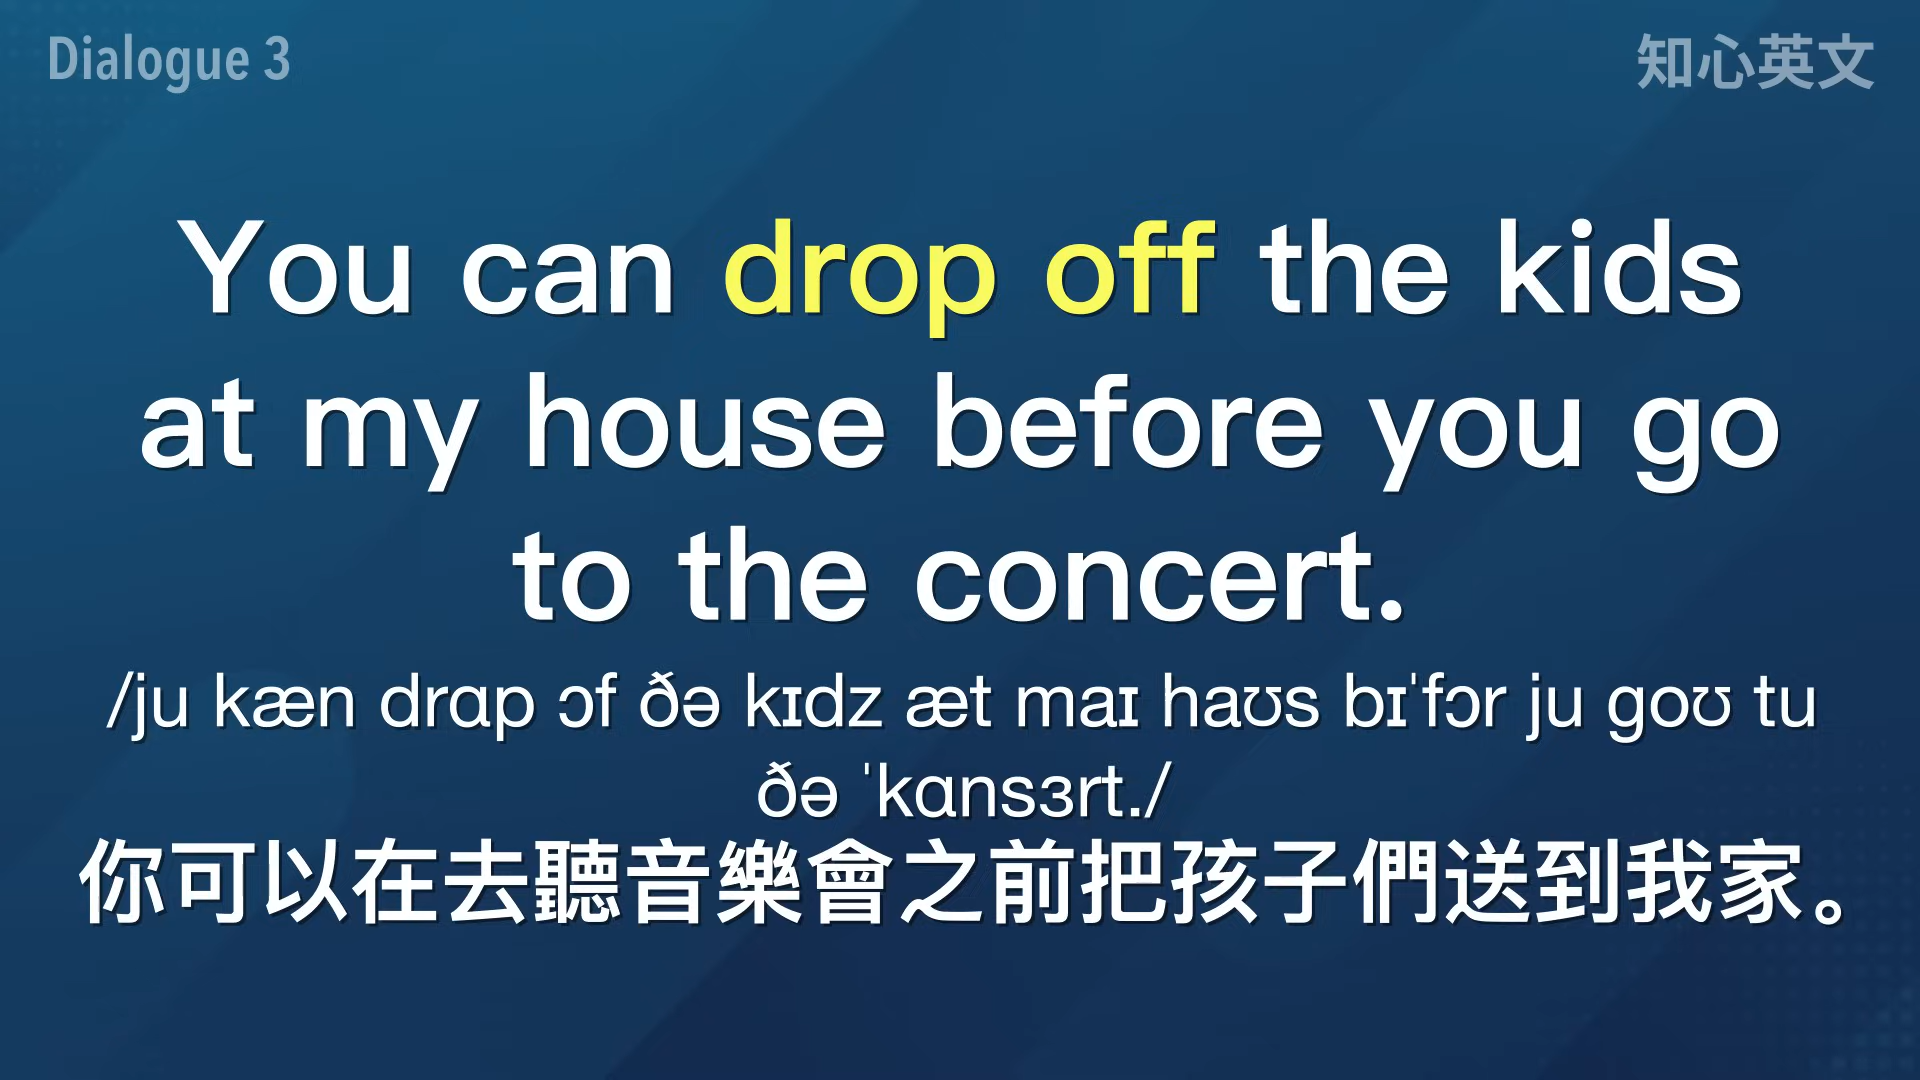 Dialogue 3
知心英文
You can drop off the kids
at my house before you go
to the concert.
/ju kæn drɑp ɔf ðə kɪdz æt maɪ haʊs bɪˈfɔr ju goʊ tu
ðə ˈkɑnsɜrt./
你可以在去聽音樂會之前把孩子們送到我家。